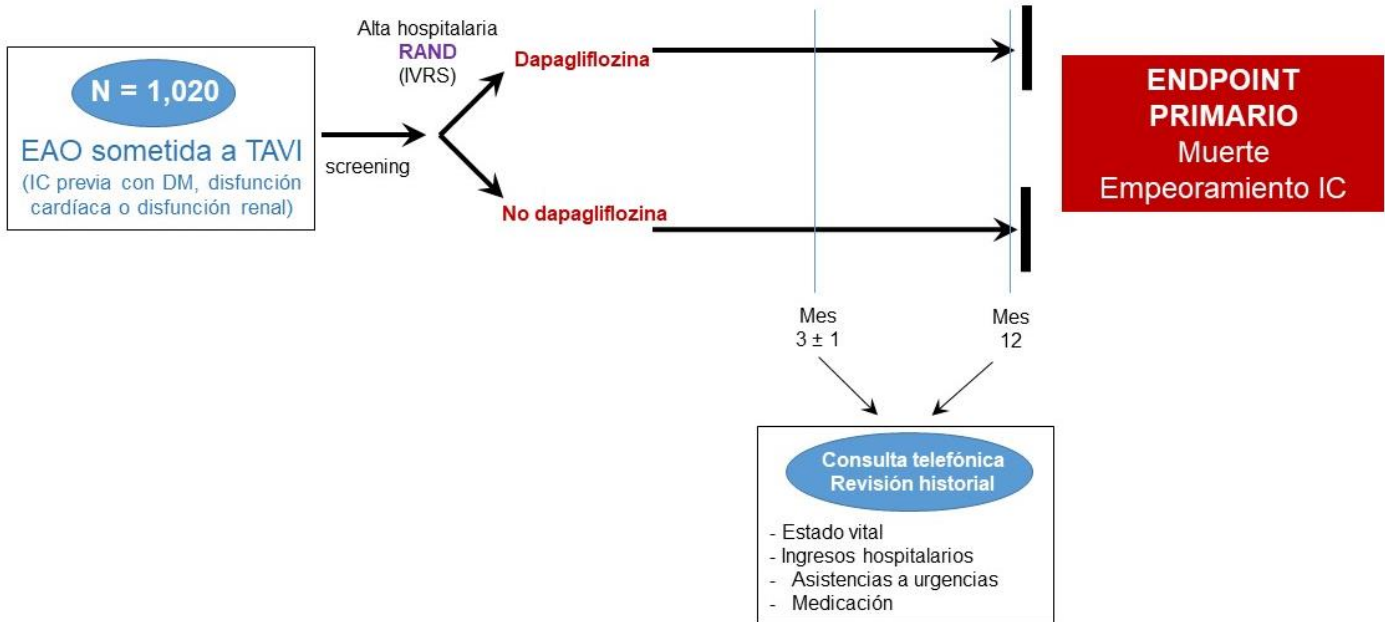 N = 1,020
EAO sometida a TAVI
(IC previa con DM, disfunción
cardíaca o disfunción renal)
screening
Alta hospitalaria
RAND
(IVRS)
Dapagliflozina
No dapagliflozina
ENDPOINT
PRIMARIO
Muerte
Empeoramiento IC
Mes
3 ± 1
Mes
12
Consulta telefónica
Revisión historial
- Estado vital
- Ingresos hospitalarios
- Asistencias a urgencias
- Medicación